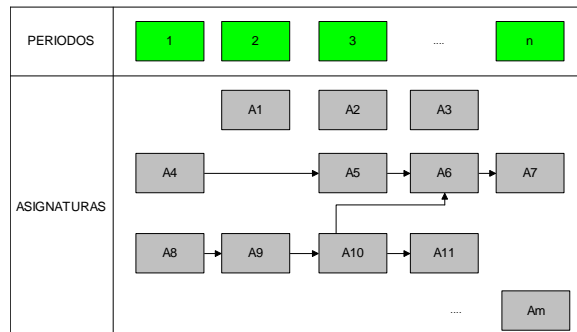 PERIODOS 1 2 3 .... n
A1 A2 A3
A4 A5 A6 A7
ASIGNATURAS
A8 A9 A10 A11
.... Am